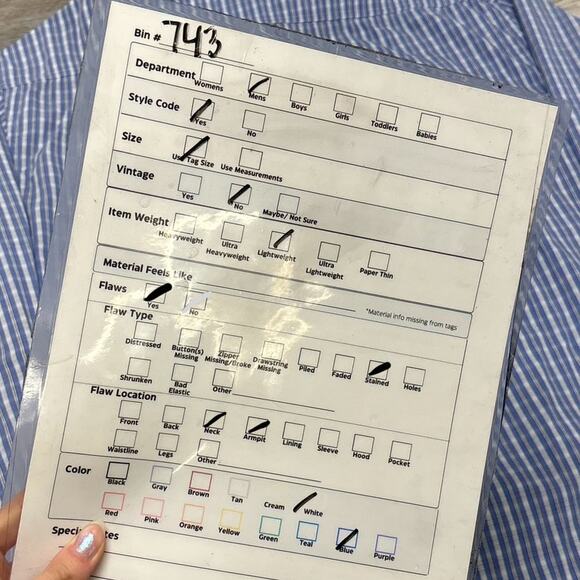 Bin # 743
Department Womens Mens Boys Girls Toddlers Babies
Style Code Yes No
Size Use Tag Size Use Measurements
Vintage Yes No Maybe/ Not Sure
Item Weight Heavyweight Ultra Heavyweight Lightweight Ultra Lightweight Paper Thin
Material Feels Like
*Material info missing from tags
Flaws Yes No
Flaw Type
Distressed Button(s) Missing Zipper Missing/Broke Drawstring Missing Piled Faded Stained Holes
Shrunken Bad Elastic Other
Flaw Location
Front Back Neck Armpit Lining Sleeve Hood Pocket
Waistline Legs Other
Color Black Gray Brown Tan Cream White
Red Pink Orange Yellow Green Teal Blue Purple